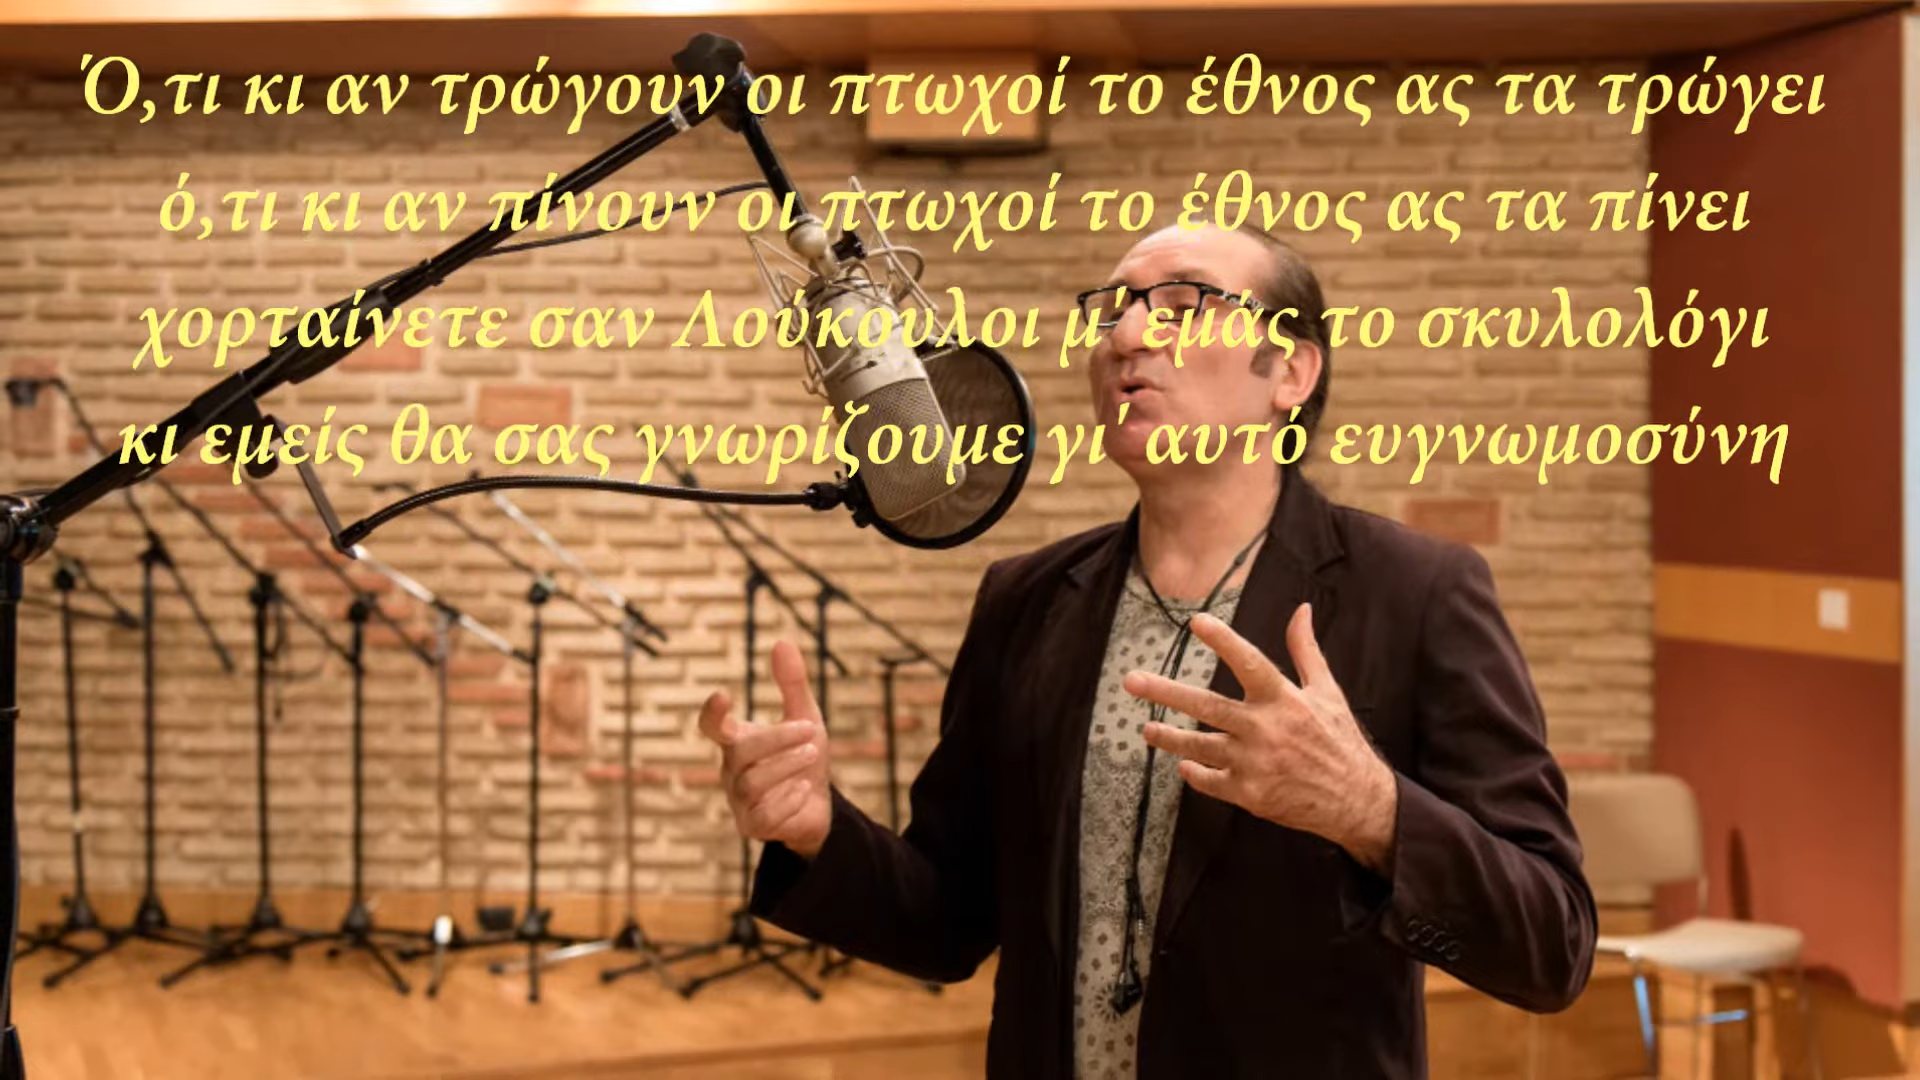 Ό,τι κι αν τρώγουν οι πτωχοί το έθνος ας τα τρώγει
ό,τι κι αν πίνουν οι πτωχοί το έθνος ας τα πίνει
χορταίνετε σαν Λούκουλοι μ΄εμάς το σκυλολόγι
κι εμείς θα σας γνωρίζουμε γι΄αυτό ευγνωμοσύνη